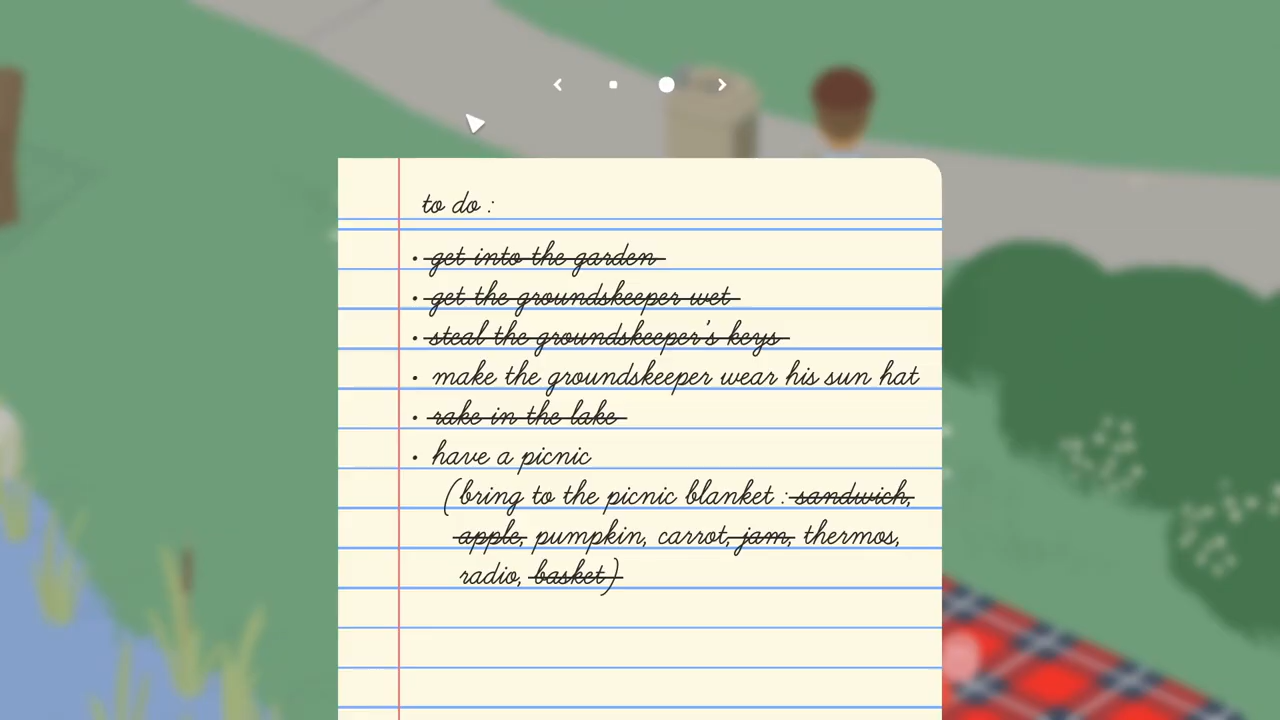 to do :
• get into the garden
• get the groundskeeper wet
• steal the groundskeeper's keys
• make the groundskeeper wear his sun hat
• rake in the lake
• have a picnic
(bring to the picnic blanket : sandwich,
apple, pumpkin, carrot, jam, thermos,
radio, basket)